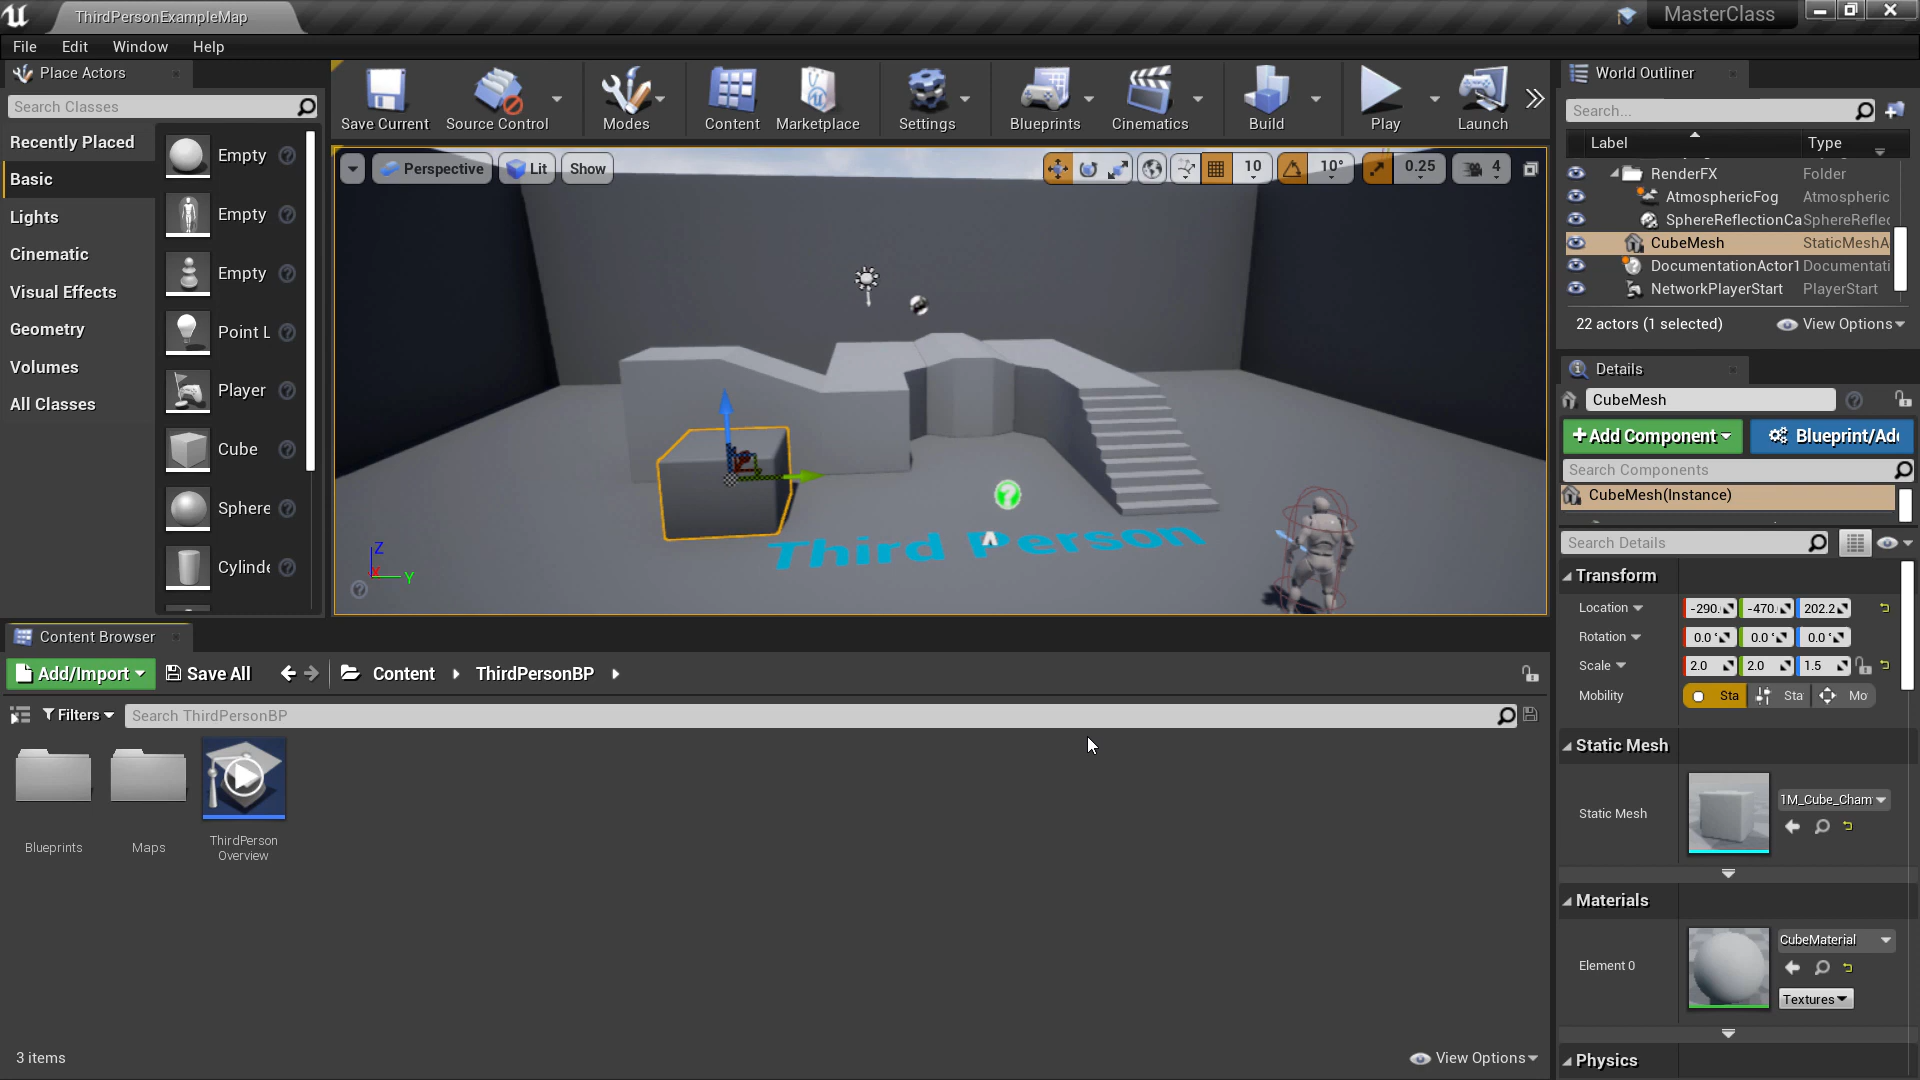 ThirdPersonExampleMap
MasterClass
File Edit Window Help
Place Actors
Search Classes
Recently Placed
Basic
Lights
Cinematic
Visual Effects
Geometry
Volumes
All Classes
Empty
Empty
Empty
Point L
Player
Cube
Sphere
Cylinde
Save Current
Source Control
Modes
Content
Marketplace
Settings
Blueprints
Cinematics
Build
Play
Launch
Perspective
Lit
Show
10
10°
0.25
4
Third Person
Z
X
Y
World Outliner
Search...
Label Type
RenderFX Folder
AtmosphericFog Atmospheric
SphereReflectionCa SphereReflec
CubeMesh StaticMeshA
DocumentationActor1 Documentati
NetworkPlayerStart PlayerStart
22 actors (1 selected)
View Options
Details
CubeMesh
+Add Component
Blueprint/Add
Search Components
CubeMesh(Instance)
Search Details
Transform
Location -290. -470. 202.2
Rotation 0.0 ° 0.0 ° 0.0 °
Scale 2.0 2.0 1.5
Mobility Sta Sta Mo
Static Mesh
Static Mesh 1M_Cube_Cham
Materials
Element 0 CubeMaterial
Textures
Physics
Content Browser
Add/Import
Save All
Content
ThirdPersonBP
Filters
Search ThirdPersonBP
Blueprints
Maps
ThirdPerson
Overview
3 items
View Options